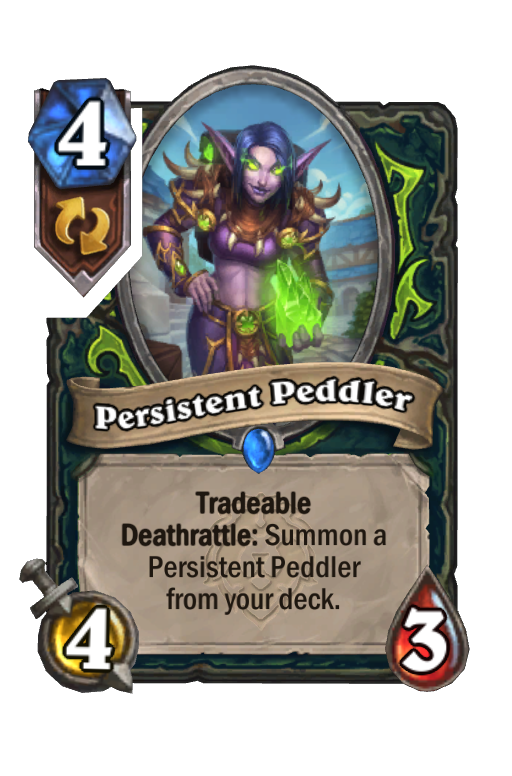 4
Persistent Peddler
Tradeable
Deathrattle: Summon a
Persistent Peddler
from your deck.
4
3